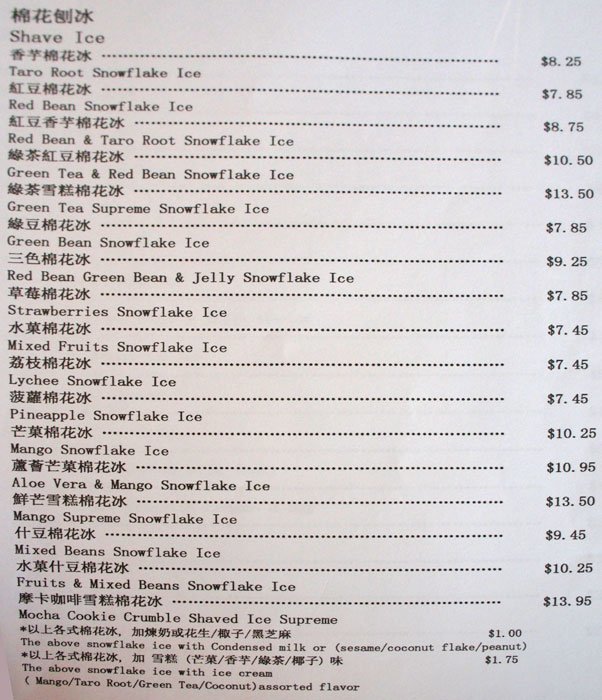 棉花刨冰
Shave Ice
香芋棉花冰 $8.25
Taro Root Snowflake Ice
紅豆棉花冰 $7.85
Red Bean Snowflake Ice
紅豆香芋棉花冰 $8.75
Red Bean & Taro Root Snowflake Ice
綠茶紅豆棉花冰 $10.50
Green Tea & Red Bean Snowflake Ice
綠茶雪糕棉花冰 $13.50
Green Tea Supreme Snowflake Ice
綠豆棉花冰 $7.85
Green Bean Snowflake Ice
三色棉花冰 $9.25
Red Bean Green Bean & Jelly Snowflake Ice
草莓棉花冰 $7.85
Strawberries Snowflake Ice
水菓棉花冰 $7.45
Mixed Fruits Snowflake Ice
荔枝棉花冰 $7.45
Lychee Snowflake Ice
菠蘿棉花冰 $7.45
Pineapple Snowflake Ice
芒菓棉花冰 $10.25
Mango Snowflake Ice
蘆薈芒菓棉花冰 $10.95
Aloe Vera & Mango Snowflake Ice
鮮芒雪糕棉花冰 $13.50
Mango Supreme Snowflake Ice
什豆棉花冰 $9.45
Mixed Beans Snowflake Ice
水菓什豆棉花冰 $10.25
Fruits & Mixed Beans Snowflake Ice
摩卡咖啡雪糕棉花冰 $13.95
Mocha Cookie Crumble Shaved Ice Supreme
*以上各式棉花冰, 加煉奶或花生/椰子/黑芝麻 $1.00
The above snowflake ice with Condensed milk or (sesame/coconut flake/peanut)
*以上各式棉花冰, 加 雪糕 (芒菓/香芋/綠茶/椰子) 味 $1.75
The above snowflake ice with ice cream
( Mango/Taro Root/Green Tea/Coconut)assorted flavor